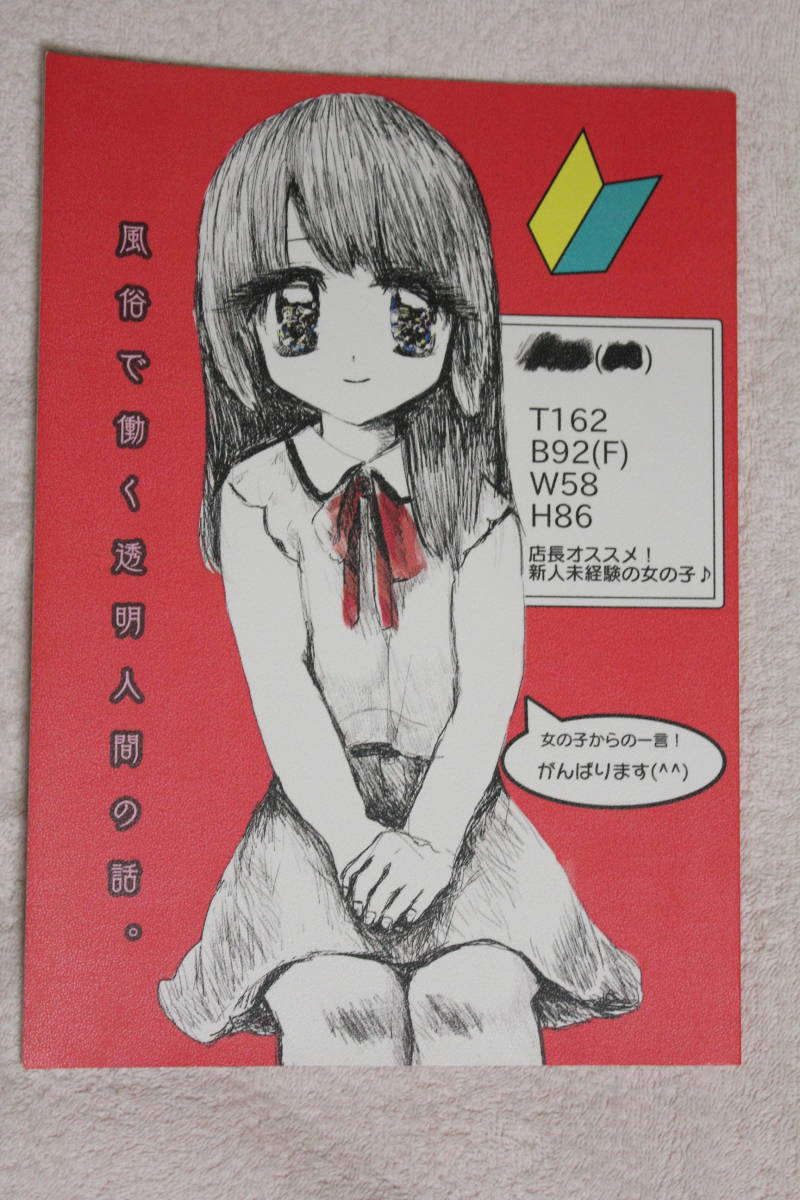 風俗で働く透明人間の話。
( )
T162
B92(F)
W58
H86
店長オススメ！
新人未経験の女の子♪
女の子からの一言！
がんばります(^^)